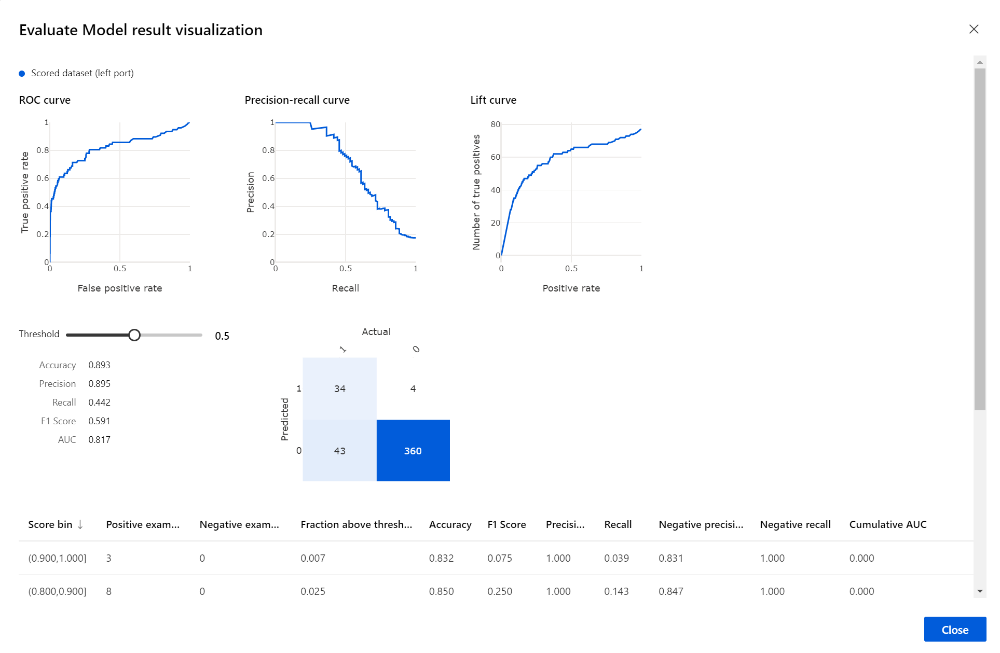 Evaluate Model result visualization
Scored dataset (left port)
ROC curve
1
0.8
0.6
0.4
0.2
0
0 0.5 1
True positive rate
False positive rate
Precision-recall curve
1
0.8
0.6
0.4
0.2
0
0 0.5 1
Precision
Recall
Lift curve
80
60
40
20
0
0 0.5 1
Number of true positives
Positive rate
Threshold 0.5
Accuracy 0.893
Precision 0.895
Recall 0.442
F1 Score 0.591
AUC 0.817
Actual
1 0
Predicted
1 34 4
0 43 360
Score bin ↓ Positive exam... Negative exam... Fraction above thresh... Accuracy F1 Score Precisi... Recall Negative precisi... Negative recall Cumulative AUC
(0.900,1.000] 3 0 0.007 0.832 0.075 1.000 0.039 0.831 1.000 0.000
(0.800,0.900] 8 0 0.025 0.850 0.250 1.000 0.143 0.847 1.000 0.000
Close